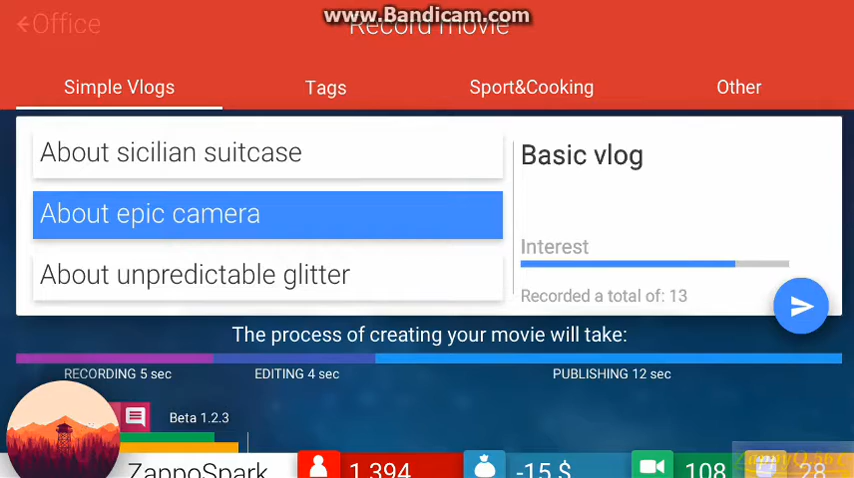 www.Bandicam.com
Office
Record movie
Simple Vlogs
Tags
Sport&Cooking
Other
About sicilian suitcase
About epic camera
About unpredictable glitter
Basic vlog
Interest
Recorded a total of: 13
The process of creating your movie will take:
RECORDING 5 sec
EDITING 4 sec
PUBLISHING 12 sec
Beta 1.2.3
ZappoSpark
1 394
-15 $
108
28